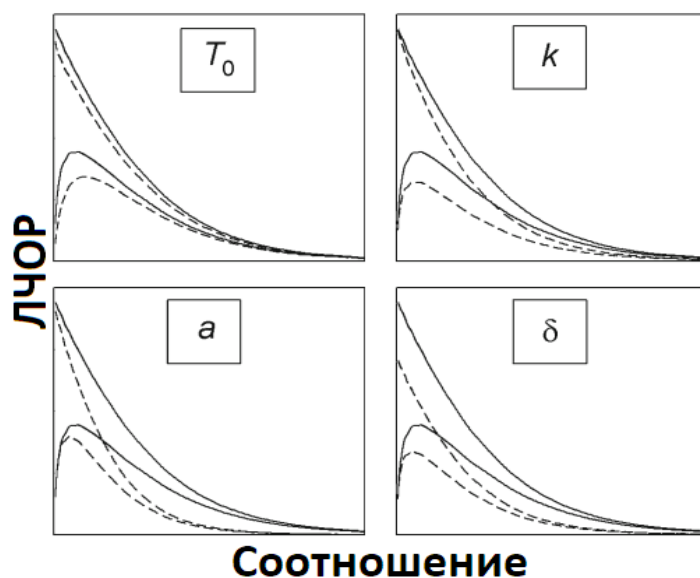 T₀
k
ЛЧОР
a
δ
Соотношение